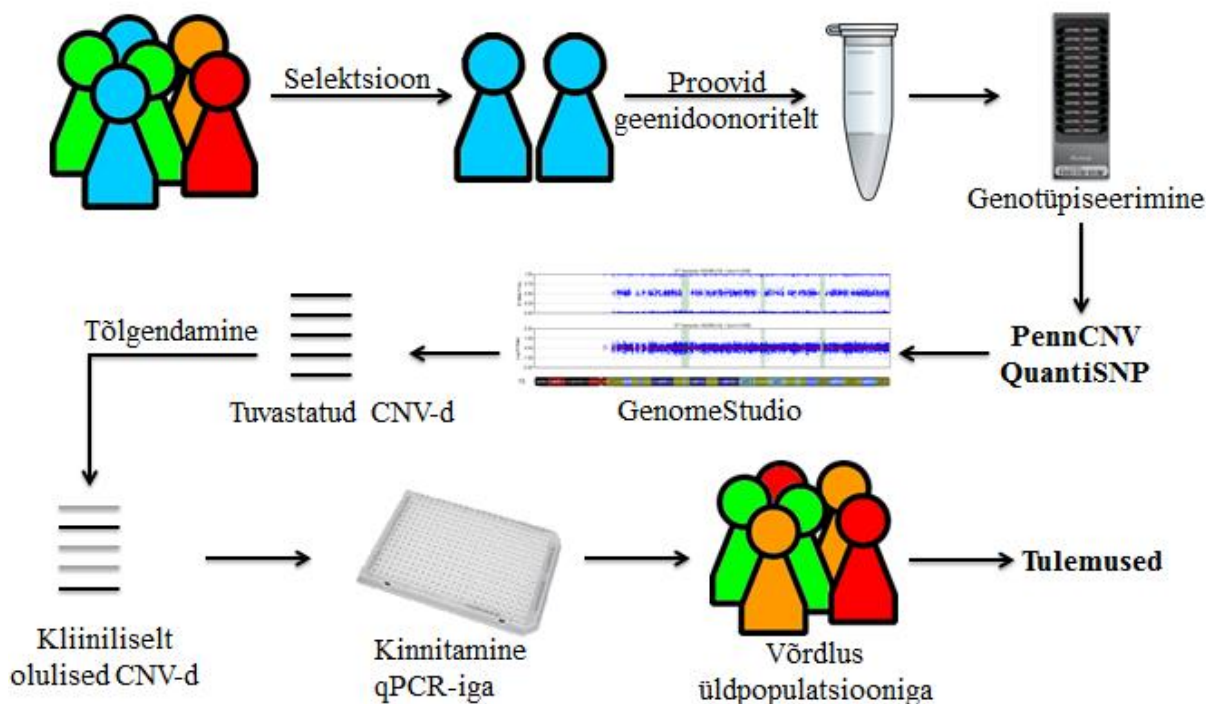 Selektsioon
Proovid
geenidoonoritelt
Genotüpiseerimine
PennCNV
QuantiSNP
GenomeStudio
Tuvastatud CNV-d
Tõlgendamine
Kliiniliselt
olulised CNV-d
Kinnitamine
qPCR-iga
Võrdlus
üldpopulatsiooniga
Tulemused